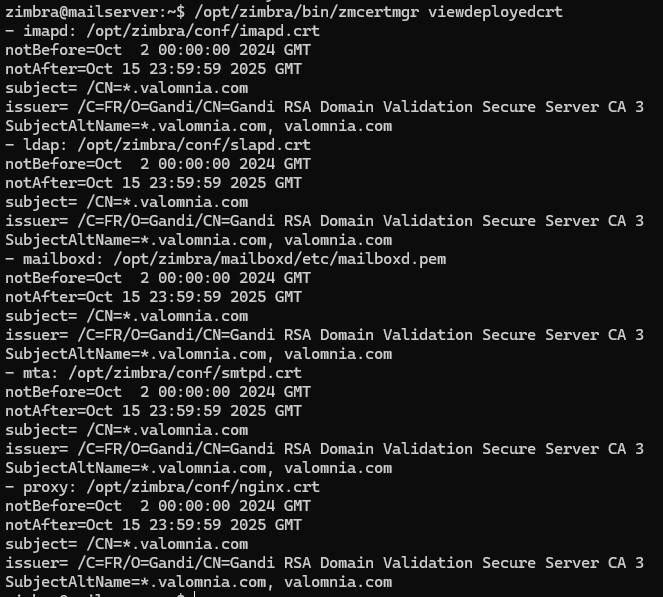 zimbra@mailserver:~$ /opt/zimbra/bin/zmcertmgr viewdeployedcrt
- imapd: /opt/zimbra/conf/imapd.crt
notBefore=Oct  2 00:00:00 2024 GMT
notAfter=Oct 15 23:59:59 2025 GMT
subject= /CN=*.valomnia.com
issuer= /C=FR/O=Gandi/CN=Gandi RSA Domain Validation Secure Server CA 3
SubjectAltName=*.valomnia.com, valomnia.com
- ldap: /opt/zimbra/conf/slapd.crt
notBefore=Oct  2 00:00:00 2024 GMT
notAfter=Oct 15 23:59:59 2025 GMT
subject= /CN=*.valomnia.com
issuer= /C=FR/O=Gandi/CN=Gandi RSA Domain Validation Secure Server CA 3
SubjectAltName=*.valomnia.com, valomnia.com
- mailboxd: /opt/zimbra/mailboxd/etc/mailboxd.pem
notBefore=Oct  2 00:00:00 2024 GMT
notAfter=Oct 15 23:59:59 2025 GMT
subject= /CN=*.valomnia.com
issuer= /C=FR/O=Gandi/CN=Gandi RSA Domain Validation Secure Server CA 3
SubjectAltName=*.valomnia.com, valomnia.com
- mta: /opt/zimbra/conf/smtpd.crt
notBefore=Oct  2 00:00:00 2024 GMT
notAfter=Oct 15 23:59:59 2025 GMT
subject= /CN=*.valomnia.com
issuer= /C=FR/O=Gandi/CN=Gandi RSA Domain Validation Secure Server CA 3
SubjectAltName=*.valomnia.com, valomnia.com
- proxy: /opt/zimbra/conf/nginx.crt
notBefore=Oct  2 00:00:00 2024 GMT
notAfter=Oct 15 23:59:59 2025 GMT
subject= /CN=*.valomnia.com
issuer= /C=FR/O=Gandi/CN=Gandi RSA Domain Validation Secure Server CA 3
SubjectAltName=*.valomnia.com, valomnia.com